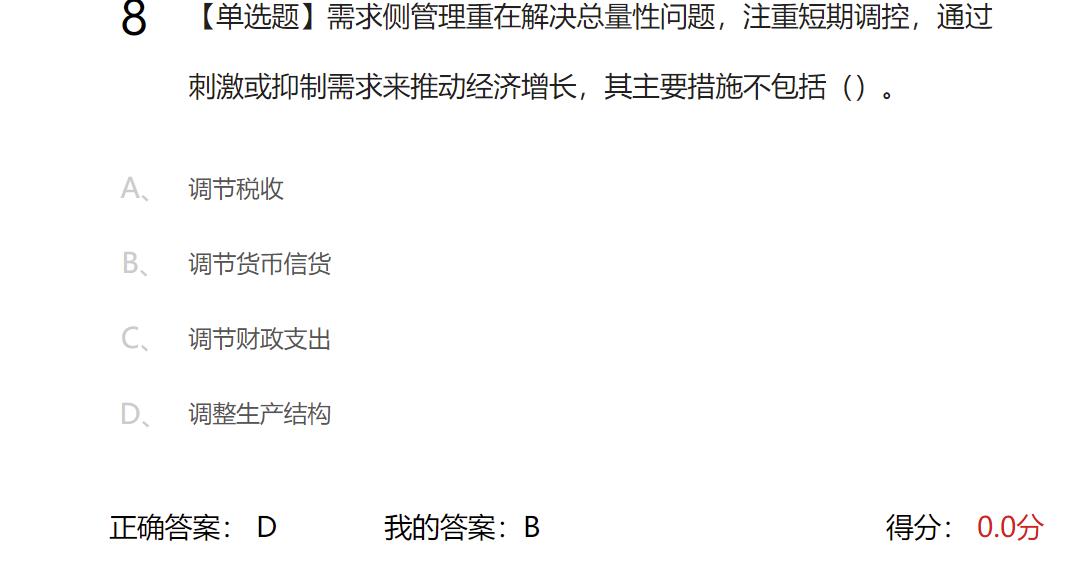 8 【单选题】需求侧管理重在解决总量性问题，注重短期调控，通过
刺激或抑制需求来推动经济增长，其主要措施不包括（）。
A、 调节税收
B、 调节货币信货
C、 调节财政支出
D、 调整生产结构
正确答案： D 我的答案：B 得分： 0.0分